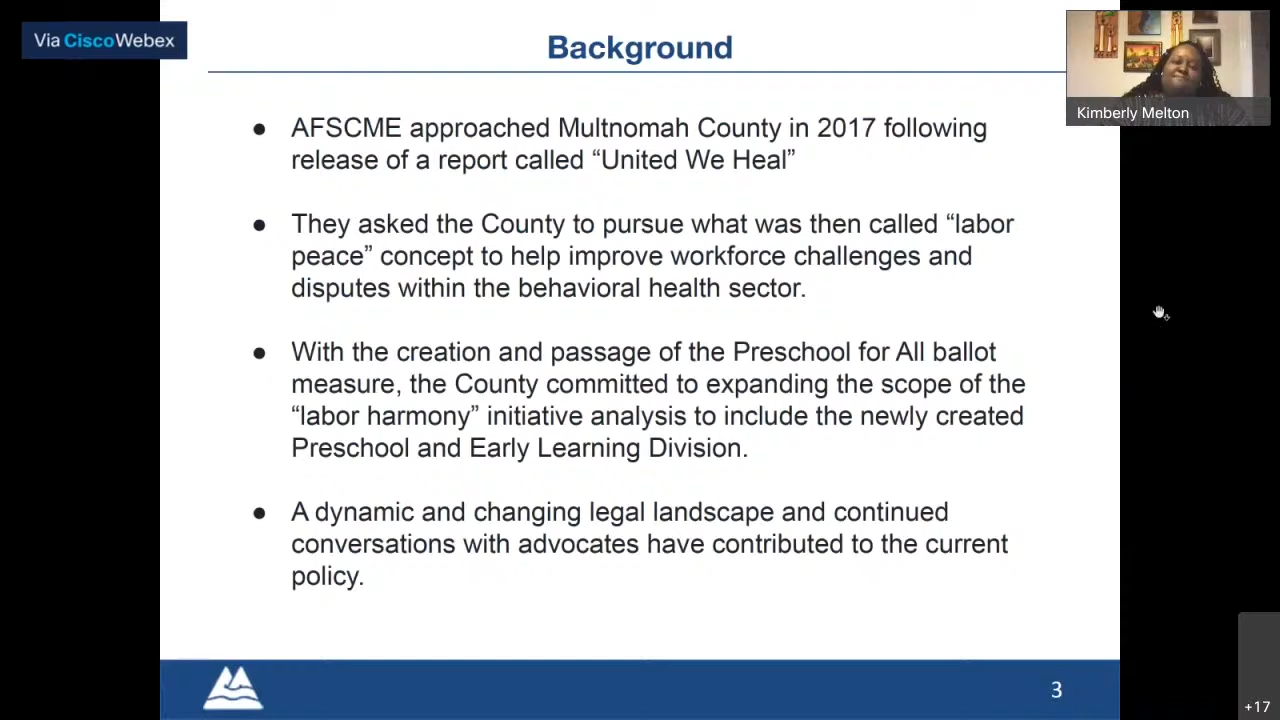 Via CiscoWebex
Background
Kimberly Melton
● AFSCME approached Multnomah County in 2017 following
release of a report called “United We Heal”
● They asked the County to pursue what was then called “labor
peace” concept to help improve workforce challenges and
disputes within the behavioral health sector.
● With the creation and passage of the Preschool for All ballot
measure, the County committed to expanding the scope of the
“labor harmony” initiative analysis to include the newly created
Preschool and Early Learning Division.
● A dynamic and changing legal landscape and continued
conversations with advocates have contributed to the current
policy.
3
+17